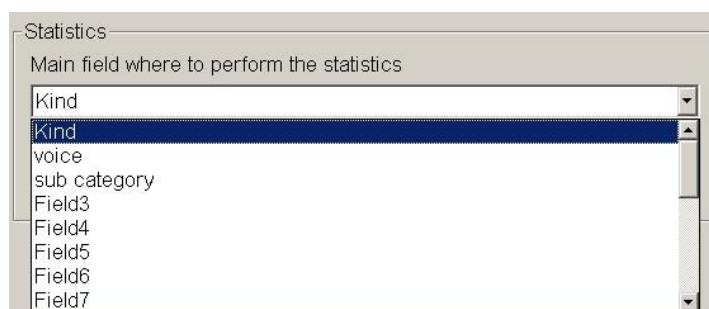 Statistics
Main field where to perform the statistics
Kind
Kind
voice
sub category
Field3
Field4
Field5
Field6
Field7